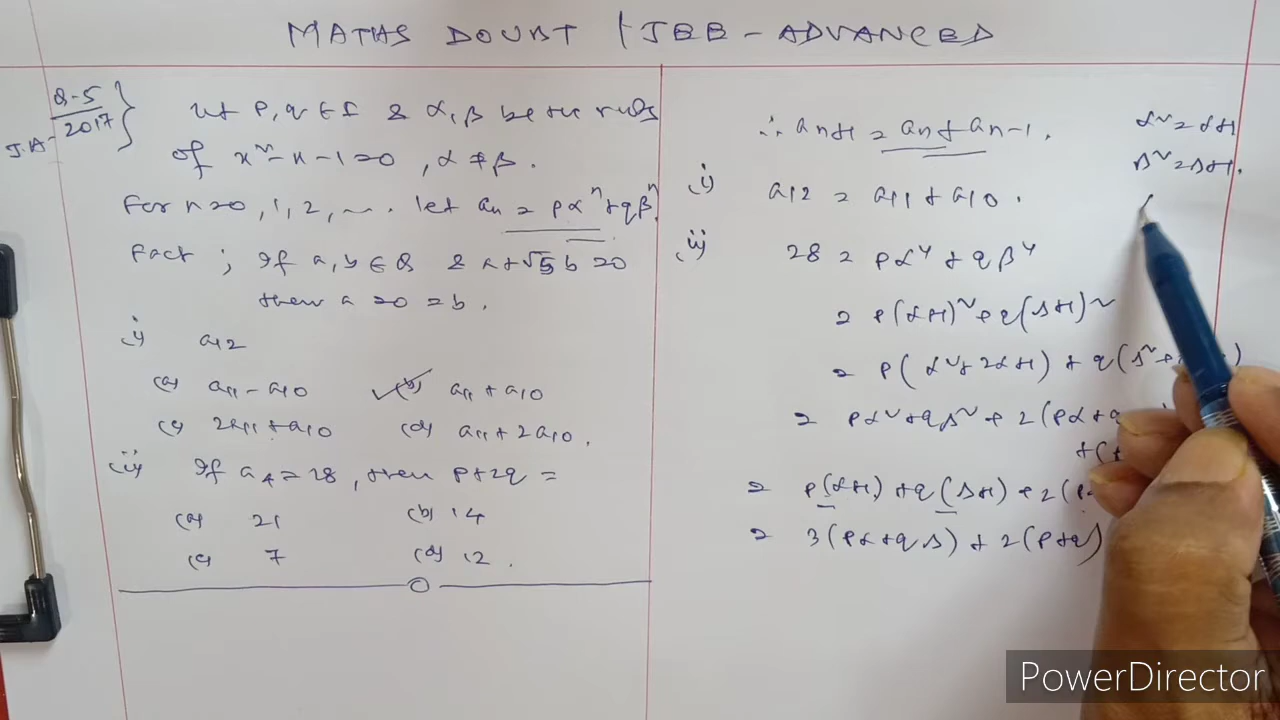 MATHS DOUBT / JEE - ADVANCED
Q-5
J.A- 2017
Let P, q ∈ I & α, β be the roots
of x² - x - 1 = 0, α ≠ β.
For n = 0, 1, 2, ... let an = pα^n + qβ^n
Fact ; If a, b ∈ Q & a + √5 b = 0
then a = 0 = b.
i) a12
(a) a11 - a10
(b) a11 + a10
(c) 2a11 + a10
(d) a11 + 2a10.
ii) If a4 = 28, then p + 2q =
(a) 21
(b) 14
(c) 7
(d) 12.
∴ an+1 = an + an-1.
α² = α+1
β² = β+1.
i) a12 = a11 + a10.
ii) 28 = pα⁴ + qβ⁴
= p(α+1)² + q(β+1)²
= p(α² + 2α+1) + q(β² +
= pα² + qβ² + 2(pα + q
= p(α+1) + q(β+1) + 2(p
= 3(pα + qβ) + 2(p+q)
PowerDirector